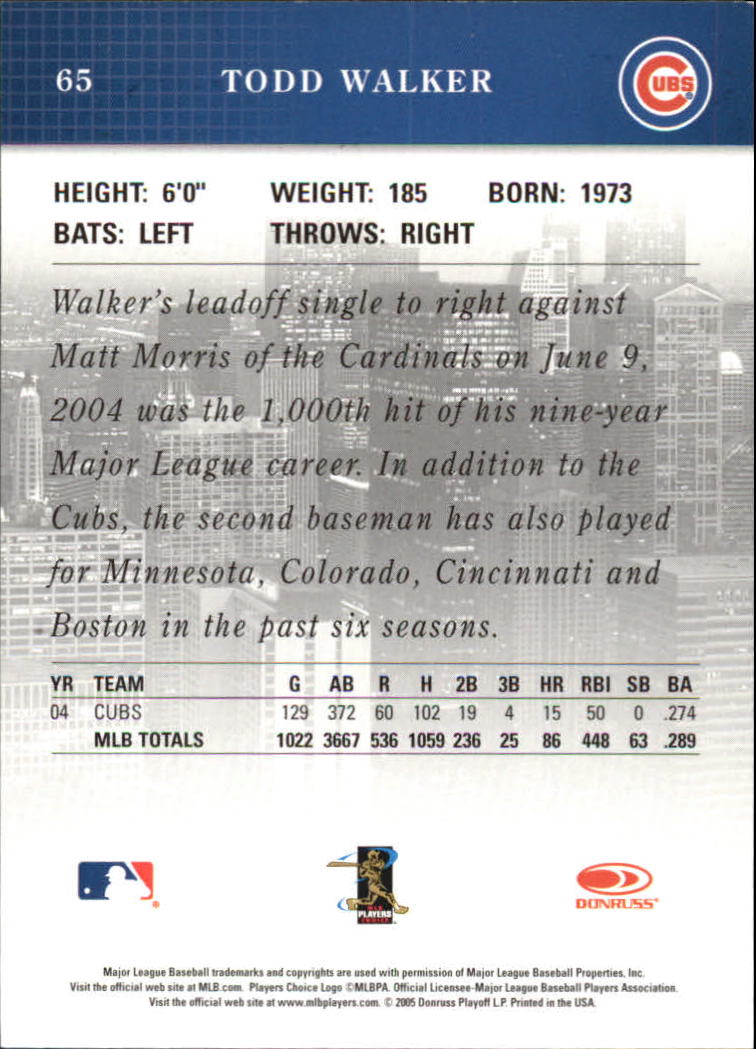 65 TODD WALKER CUBS
HEIGHT: 6'0" WEIGHT: 185 BORN: 1973
BATS: LEFT THROWS: RIGHT
Walker's leadoff single to right against
Matt Morris of the Cardinals on June 9,
2004 was the 1,000th hit of his nine-year
Major League career. In addition to the
Cubs, the second baseman has also played
for Minnesota, Colorado, Cincinnati and
Boston in the past six seasons.
YR TEAM G AB R H 2B 3B HR RBI SB BA
04 CUBS 129 372 60 102 19 4 15 50 0 .274
MLB TOTALS 1022 3667 536 1059 236 25 86 448 63 .289
MLB
PLAYERS
CHOICE
DONRUSS®
Major League Baseball trademarks and copyrights are used with permission of Major League Baseball Properties, Inc.
Visit the official web site at MLB.com. Players Choice Logo ©MLBPA. Official Licensee-Major League Baseball Players Association.
Visit the official web site at www.mlbplayers.com. © 2005 Donruss Playoff L.P. Printed in the USA.